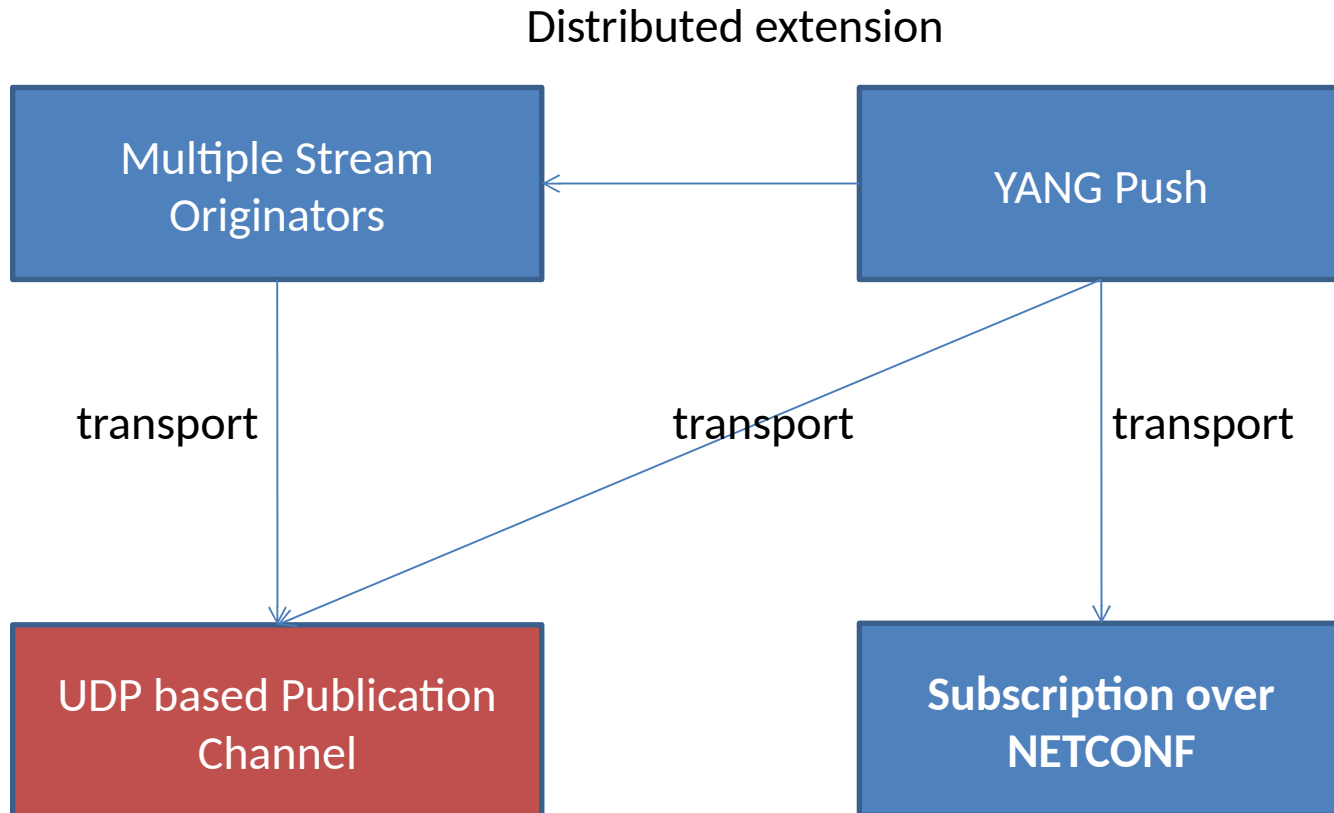 Distributed extension
Multiple Stream
Originators
YANG Push
transport
transport
transport
UDP based Publication
Channel
Subscription over
NETCONF